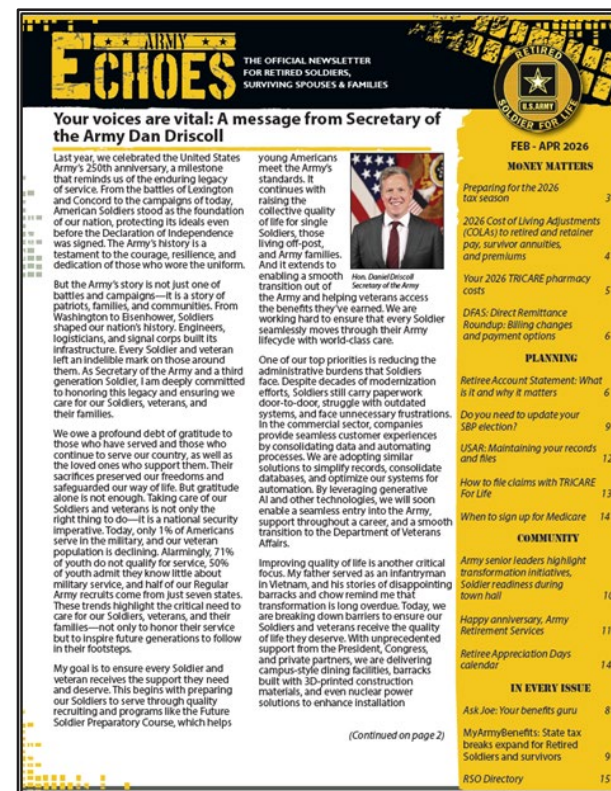 ARMY
ECHOES
THE OFFICIAL NEWSLETTER
FOR RETIRED SOLDIERS,
SURVIVING SPOUSES & FAMILIES
RETIRED
U.S.ARMY
SOLDIER FOR LIFE
Your voices are vital: A message from Secretary of
the Army Dan Driscoll
Last year, we celebrated the United States
Army's 250th anniversary, a milestone
that reminds us of the enduring legacy
of service. From the battles of Lexington
and Concord to the campaigns of today,
American Soldiers stood as the foundation
of our nation, protecting its ideals even
before the Declaration of Independence
was signed. The Army's history is a
testament to the courage, resilience, and
dedication of those who wore the uniform.
But the Army's story is not just one of
battles and campaigns—it is a story of
patriots, families, and communities. From
Washington to Eisenhower, Soldiers
shaped our nation's history. Engineers,
logisticians, and signal corps built its
infrastructure. Every Soldier and veteran
left an indelible mark on those around
them. As Secretary of the Army and a third
generation Soldier, I am deeply committed
to honoring this legacy and ensuring we
care for our Soldiers, veterans, and
their families.
We owe a profound debt of gratitude to
those who have served and those who
continue to serve our country, as well as
the loved ones who support them. Their
sacrifices preserved our freedoms and
safeguarded our way of life. But gratitude
alone is not enough. Taking care of our
Soldiers and veterans is not only the
right thing to do—it is a national security
imperative. Today, only 1% of Americans
serve in the military, and our veteran
population is declining. Alarmingly, 71%
of youth do not qualify for service, 50%
of youth admit they know little about
military service, and half of our Regular
Army recruits come from just seven states.
These trends highlight the critical need to
care for our Soldiers, veterans, and their
families—not only to honor their service
but to inspire future generations to follow
in their footsteps.
My goal is to ensure every Soldier and
veteran receives the support they need
and deserve. This begins with preparing
our Soldiers to serve through quality
recruiting and programs like the Future
Soldier Preparatory Course, which helps
young Americans
meet the Army's
standards. It
continues with
raising the
collective quality
of life for single
Soldiers, those
living off-post,
and Army families.
And it extends to
enabling a smooth
transition out of
the Army and helping veterans access
the benefits they've earned. We are
working hard to ensure that every Soldier
seamlessly moves through their Army
lifecycle with world-class care.
Hon. Daniel Driscoll
Secretary of the Army
One of our top priorities is reducing the
administrative burdens that Soldiers
face. Despite decades of modernization
efforts, Soldiers still carry paperwork
door-to-door, struggle with outdated
systems, and face unnecessary frustrations.
In the commercial sector, companies
provide seamless customer experiences
by consolidating data and automating
processes. We are adopting similar
solutions to simplify records, consolidate
databases, and optimize our systems for
automation. By leveraging generative
AI and other technologies, we will soon
enable a seamless entry into the Army,
support throughout a career, and a smooth
transition to the Department of Veterans
Affairs.
Improving quality of life is another critical
focus. My father served as an infantryman
in Vietnam, and his stories of disappointing
barracks and chow remind me that
transformation is long overdue. Today, we
are breaking down barriers to ensure our
Soldiers and veterans receive the quality
of life they deserve. With unprecedented
support from the President, Congress,
and private partners, we are delivering
campus-style dining facilities, barracks
built with 3D-printed construction
materials, and even nuclear power
solutions to enhance installation
(Continued on page 2)
FEB - APR 2026
MONEY MATTERS
Preparing for the 2026
tax season 3
2026 Cost of Living Adjustments
(COLAs) to retired and retainer
pay, survivor annuities,
and premiums 4
Your 2026 TRICARE pharmacy
costs 5
DFAS: Direct Remittance
Roundup: Billing changes
and payment options 6
PLANNING
Retiree Account Statement: What
is it and why it matters 6
Do you need to update your
SBP election? 9
USAR: Maintaining your records
and files 12
How to file claims with TRICARE
For Life 13
When to sign up for Medicare 14
COMMUNITY
Army senior leaders highlight
transformation initiatives,
Soldier readiness during
town hall 10
Happy anniversary, Army
Retirement Services 11
Retiree Appreciation Days
calendar 14
IN EVERY ISSUE
Ask Joe: Your benefits guru 8
MyArmyBenefits: State tax
breaks expand for Retired
Soldiers and survivors 9
RSO Directory 15